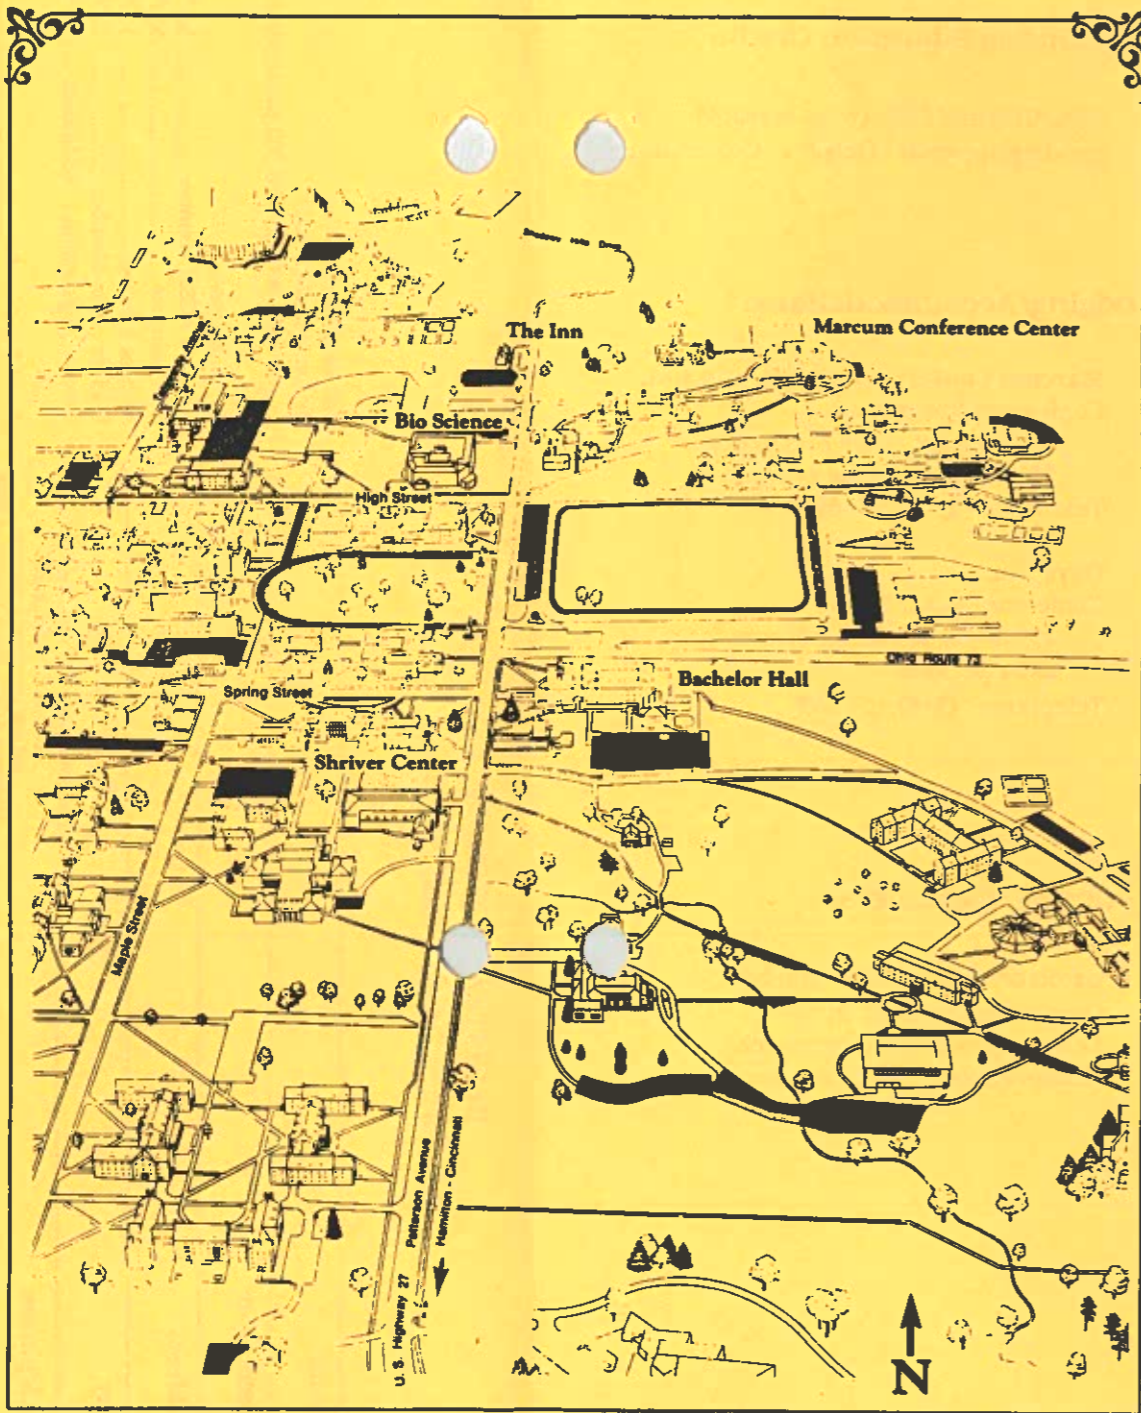 The Inn
Marcum Conference Center
Bio Science
High Street
Ohio Route 73
Bachelor Hall
Spring Street
Shriver Center
Maple Street
Patterson Avenue
Hamilton - Cincinnati
U.S. Highway 27
N